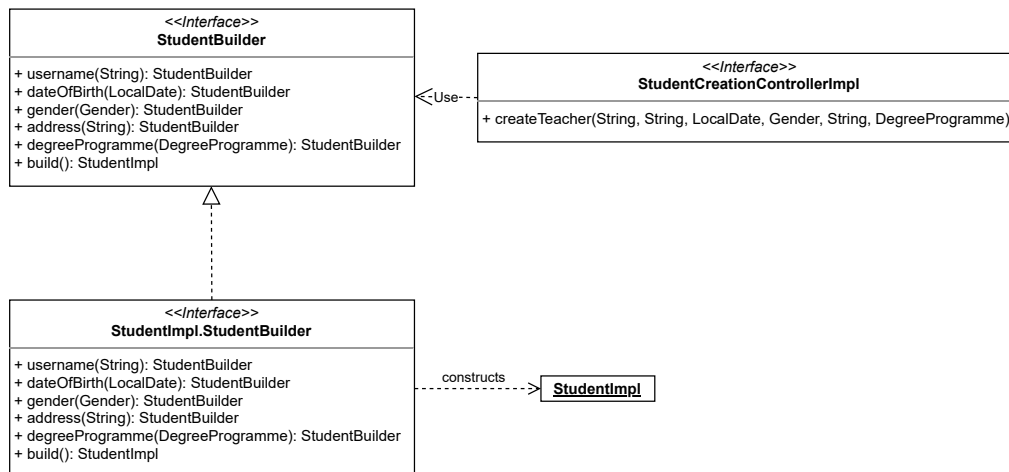 <<Interface>>
StudentBuilder
+ username(String): StudentBuilder
+ dateOfBirth(LocalDate): StudentBuilder
+ gender(Gender): StudentBuilder
+ address(String): StudentBuilder
+ degreeProgramme(DegreeProgramme): StudentBuilder
+ build(): StudentImpl
Use
<<Interface>>
StudentCreationControllerImpl
+ createTeacher(String, String, LocalDate, Gender, String, DegreeProgramme)
<<Interface>>
StudentImpl.StudentBuilder
+ username(String): StudentBuilder
+ dateOfBirth(LocalDate): StudentBuilder
+ gender(Gender): StudentBuilder
+ address(String): StudentBuilder
+ degreeProgramme(DegreeProgramme): StudentBuilder
+ build(): StudentImpl
constructs
StudentImpl